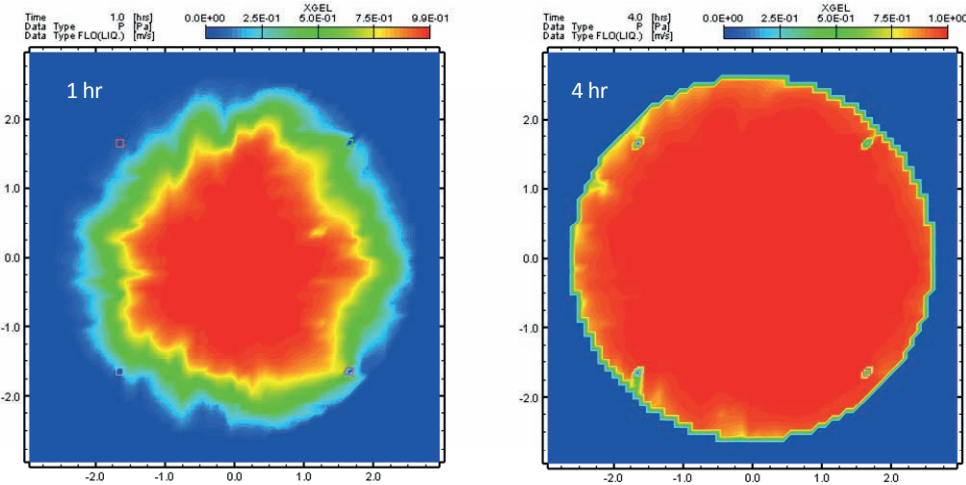 Time 1.0 [hrs]
Data Type P [Pa]
Data Type FLO(LIQ.) [m/s]
XGEL
0.0E+00 2.5E-01 5.0E-01 7.5E-01 9.9E-01
1 hr
2.0
1.0
0.0
-1.0
-2.0
-2.0 -1.0 0.0 1.0 2.0
Time 4.0 [hrs]
Data Type P [Pa]
Data Type FLO(LIQ.) [m/s]
XGEL
0.0E+00 2.5E-01 5.0E-01 7.5E-01 1.0E+00
4 hr
2.0
1.0
0.0
-1.0
-2.0
-2.0 -1.0 0.0 1.0 2.0